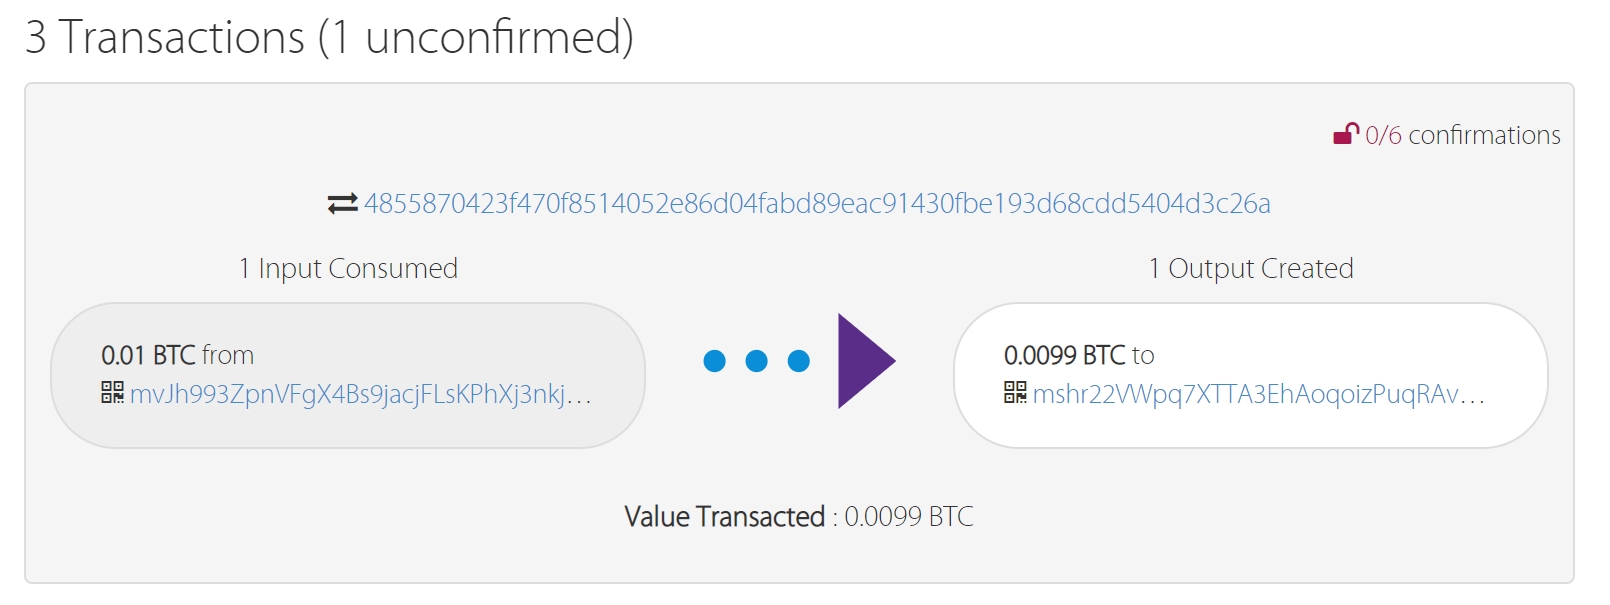 3 Transactions (1 unconfirmed)
0/6 confirmations
4855870423f470f8514052e86d04fabd89eac91430fbe193d68cdd5404d3c26a
1 Input Consumed
1 Output Created
0.01 BTC from
mvJh993ZpnVFgX4Bs9jacjFLsKPhXj3nkj...
0.0099 BTC to
mshr22VWpq7XTTA3EhAoqoizPuqRAv...
Value Transacted : 0.0099 BTC